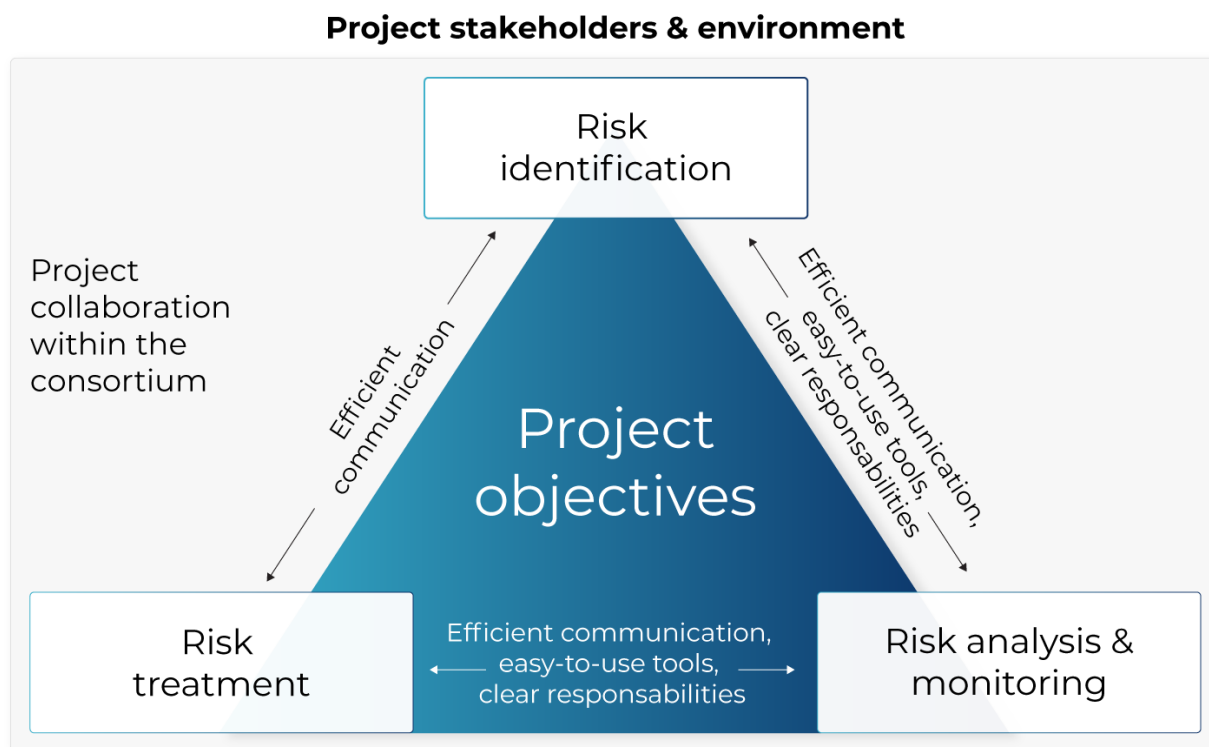 Project stakeholders & environment
Risk
identification
Project
collaboration
within the
consortium
Efficient
communication
Efficient communication,
easy-to-use tools,
clear responsabilities
Project
objectives
Risk
treatment
Efficient communication,
easy-to-use tools,
clear responsabilities
Risk analysis &
monitoring